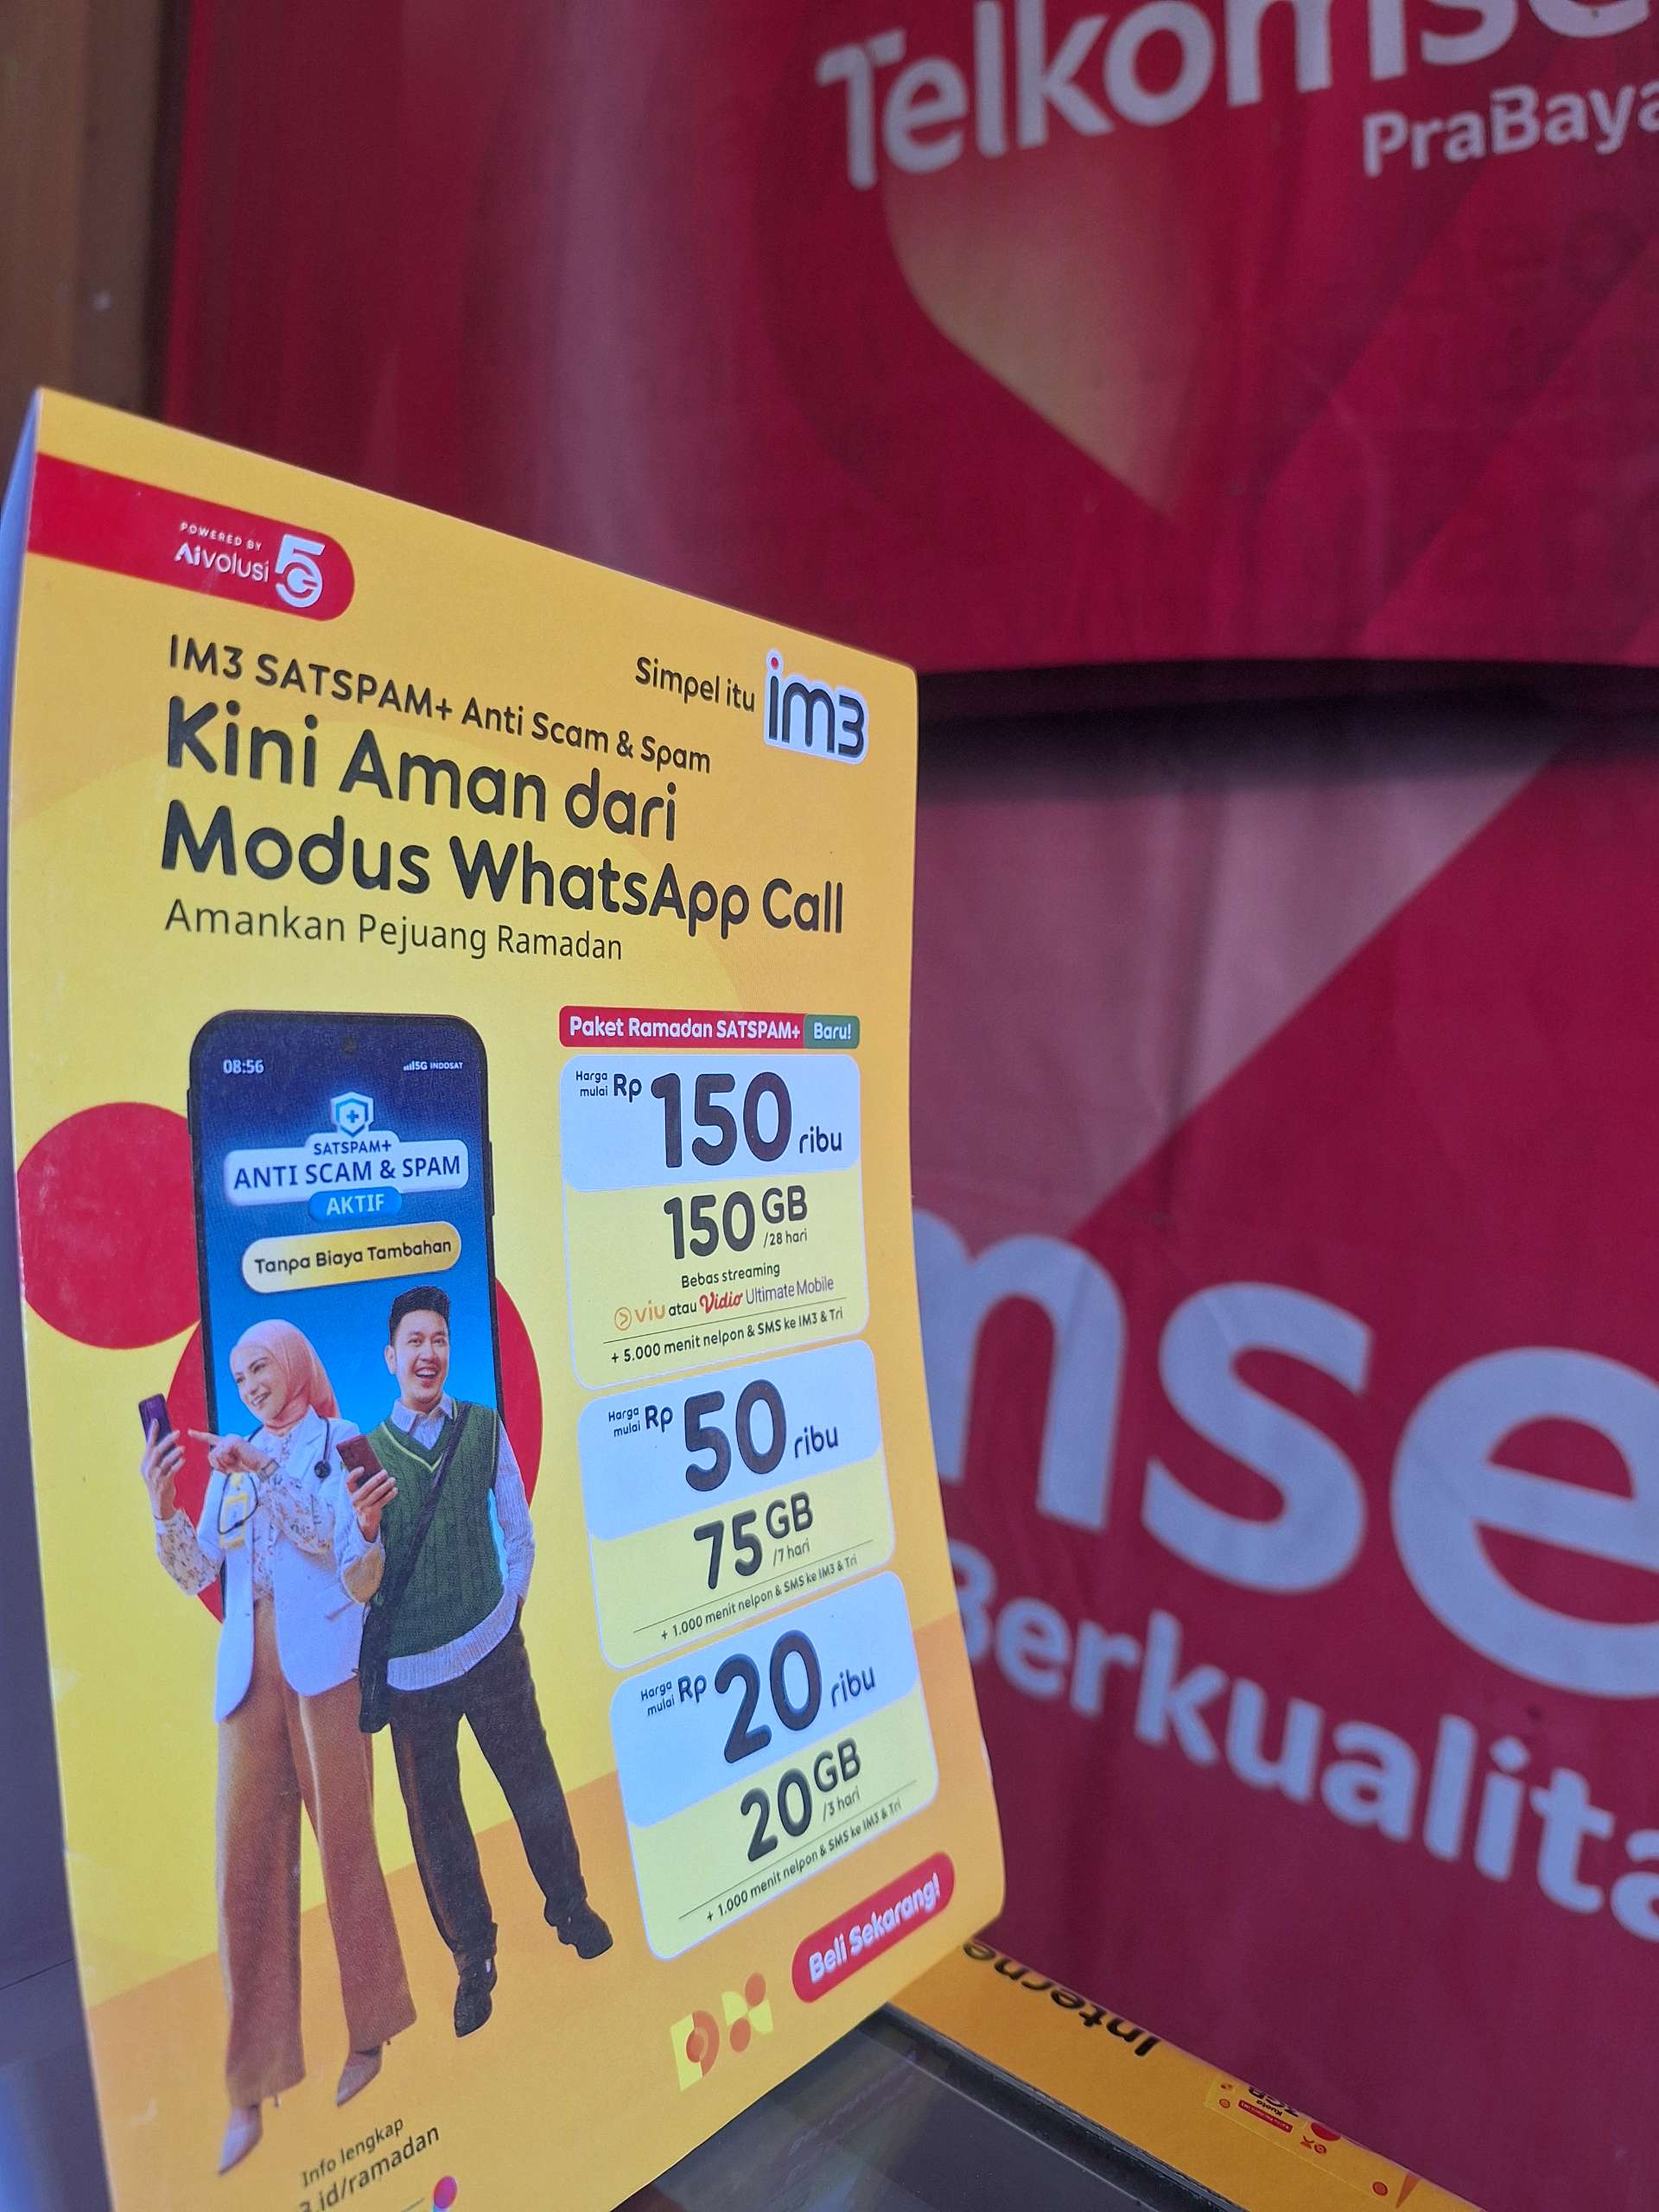 Telkomse
PraBaya
POWERED BY
Aivolusi 5G
Simpel itu im3
IM3 SATSPAM+ Anti Scam & Spam
Kini Aman dari
Modus WhatsApp Call
Amankan Pejuang Ramadan
08:56
5G INDOSAT
SATSPAM+
ANTI SCAM & SPAM
AKTIF
Tanpa Biaya Tambahan
Paket Ramadan SATSPAM+ Baru!
Harga mulai Rp 150 ribu
150 GB /28 hari
Bebas streaming
viu atau Vidio Ultimate Mobile
+ 5.000 menit nelpon & SMS ke IM3 & Tri
Harga mulai Rp 50 ribu
75 GB /7 hari
+ 1.000 menit nelpon & SMS ke IM3 & Tri
Harga mulai Rp 20 ribu
20 GB /3 hari
+ 1.000 menit nelpon & SMS ke IM3 & Tri
Beli Sekarang!
Info lengkap
.id/ramadan
mse
Berkualita
Interne
Kuota